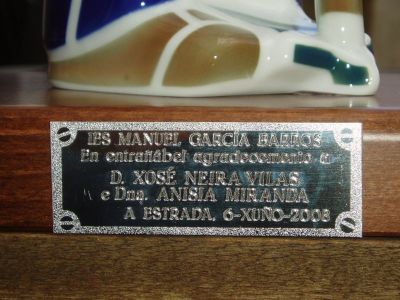 IES MANUEL GARCÍA BARROS
En entrañábel agradecemento a
D. XOSÉ NEIRA VILAS
e Dna. ANISIA MIRANDA
A ESTRADA, 6-XUÑO-2008